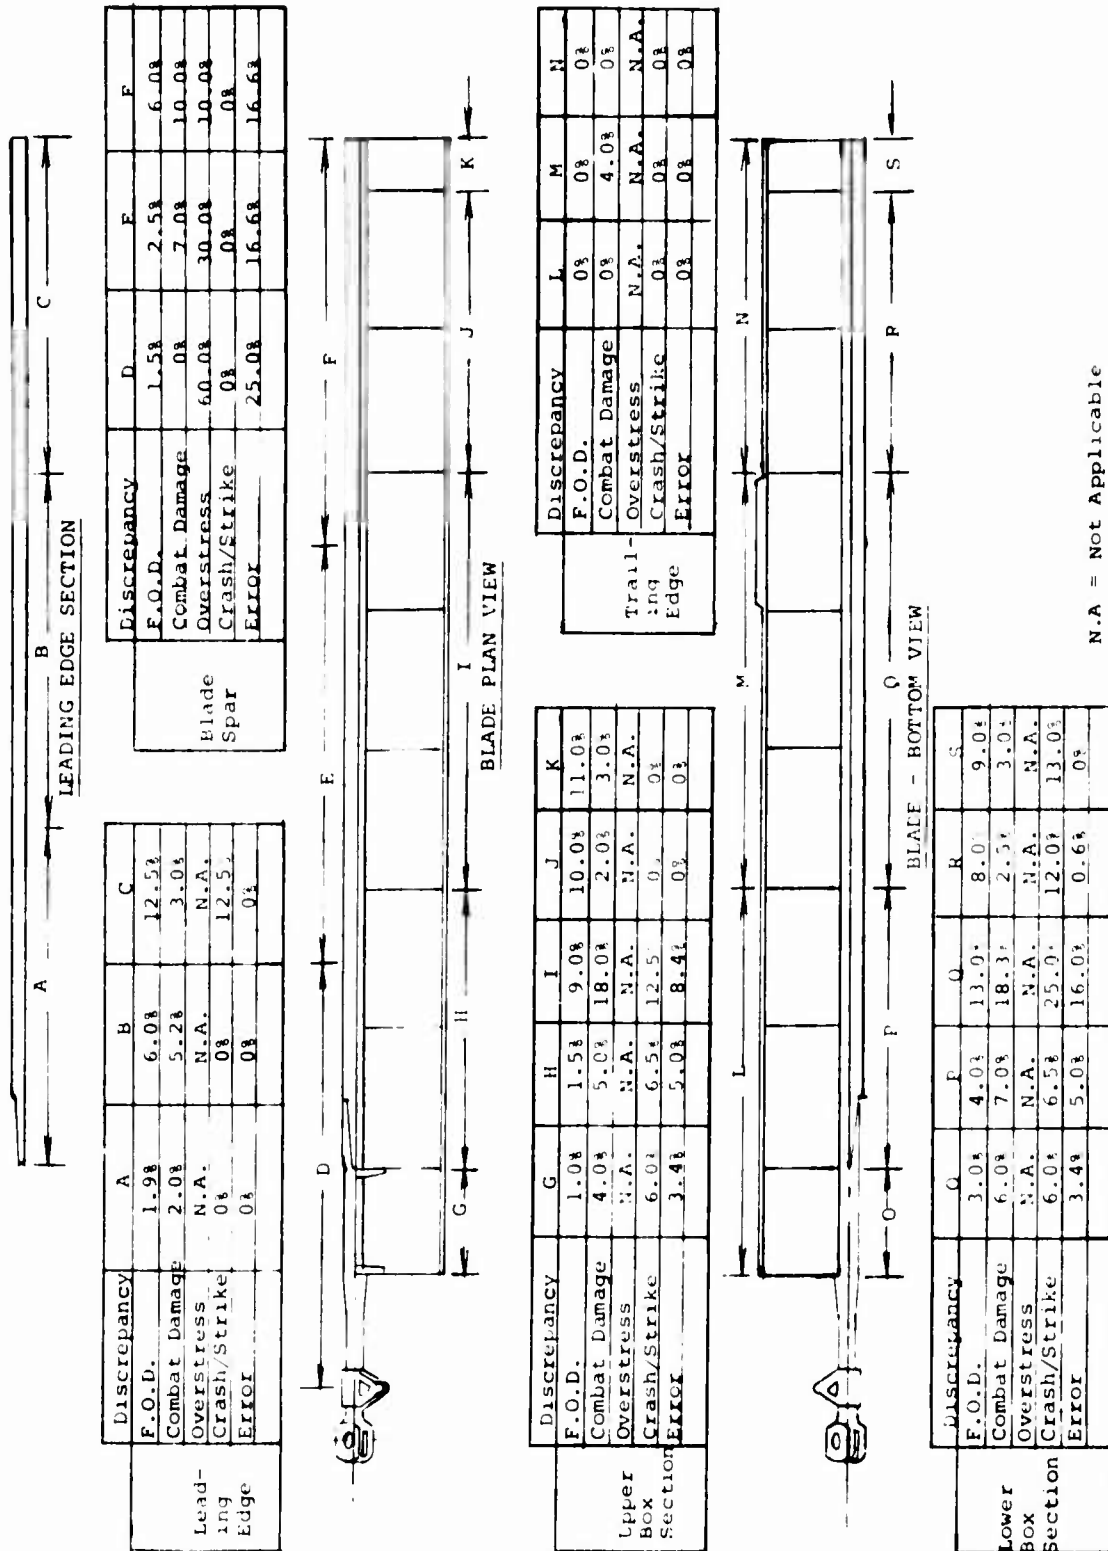 A
B
C
LEADING EDGE SECTION
Lead-
ing
Edge
Discrepancy A B C
F.O.D. 1.9% 6.0% 12.5%
Combat Damage 2.0% 5.2% 3.0%
Overstress N.A. N.A. N.A.
Crash/Strike 0% 0% 12.5
Error 0% 0% 0%
Blade
Spar
Discrepancy D E F
F.O.D. 1.5% 2.5% 6.0%
Combat Damage 0% 7.0% 10.0%
Overstress 60.0% 30.0% 10.0%
Crash/Strike 0% 0% 0%
Error 25.0% 16.6% 16.6%
D
E
F
G
H
I
J
K
BLADE PLAN VIEW
Upper
Box
Section
Discrepancy G H I J K
F.O.D. 1.0% 1.5% 9.0% 10.0% 11.0%
Combat Damage 4.0% 5.0% 18.0% 2.0% 3.0%
Overstress N.A. N.A. N.A. N.A. N.A.
Crash/Strike 6.0% 6.5% 12.5 0% 0%
Error 3.4% 5.0% 8.4% 0% 0%
Trail-
ing
Edge
Discrepancy L M N
F.O.D. 0% 0% 0%
Combat Damage 0% 4.0% 0%
Overstress N.A. N.A. N.A.
Crash/Strike 0% 0% 0%
Error 0% 0% 0%
L
M
N
O
P
Q
R
S
BLADE - BOTTOM VIEW
Lower
Box
Section
Discrepancy O P Q R S
F.O.D. 3.0% 4.0% 13.0% 8.0% 9.0%
Combat Damage 6.0% 7.0% 18.3% 2.5% 3.0%
Overstress N.A. N.A. N.A. N.A. N.A.
Crash/Strike 6.0% 6.5% 25.0% 12.0% 13.0%
Error 3.4% 5.0% 16.0% 0.6% 0%
N.A = Not Applicable